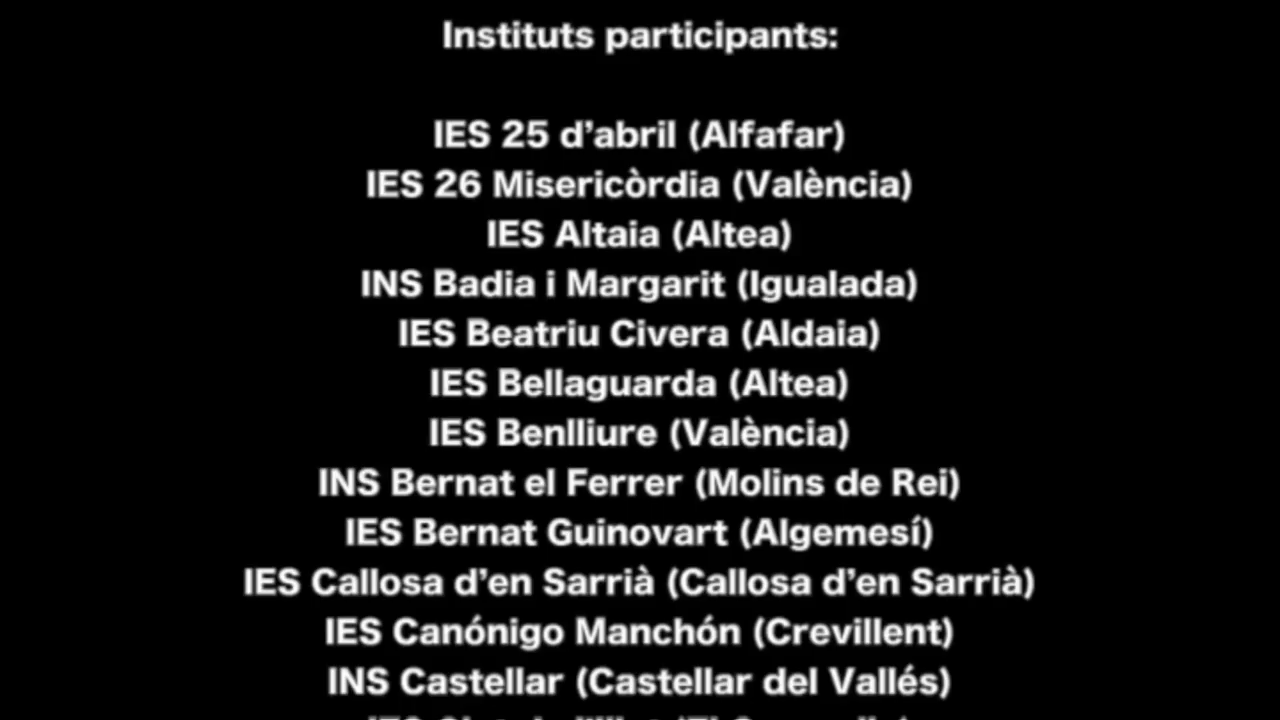 Instituts participants:
IES 25 d'abril (Alfafar)
IES 26 Misericòrdia (València)
IES Altaia (Altea)
INS Badia i Margarit (Igualada)
IES Beatriu Civera (Aldaia)
IES Bellaguarda (Altea)
IES Benlliure (València)
INS Bernat el Ferrer (Molins de Rei)
IES Bernat Guinovart (Algemesí)
IES Callosa d'en Sarrià (Callosa d'en Sarrià)
IES Canónigo Manchón (Crevillent)
INS Castellar (Castellar del Vallés)